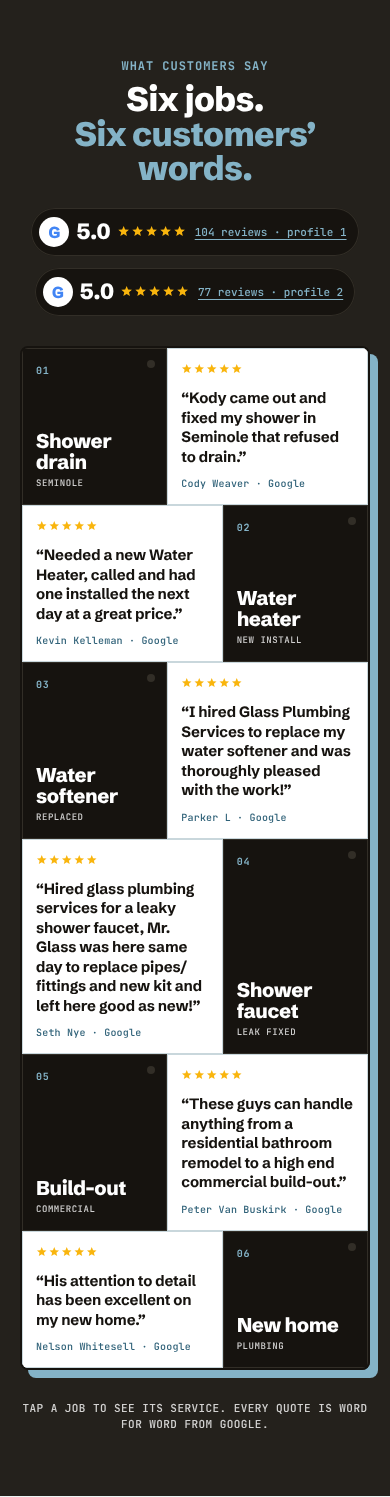 WHAT CUSTOMERS SAY
Six jobs.
Six customers’
words.
G 5.0 ★★★★★ 104 reviews · profile 1
G 5.0 ★★★★★ 77 reviews · profile 2
01
Shower
drain
SEMINOLE
★★★★★
“Kody came out and
fixed my shower in
Seminole that refused
to drain.”
Cody Weaver · Google
★★★★★
“Needed a new Water
Heater, called and had
one installed the next
day at a great price.”
Kevin Kelleman · Google
02
Water
heater
NEW INSTALL
03
Water
softener
REPLACED
★★★★★
“I hired Glass Plumbing
Services to replace my
water softener and was
thoroughly pleased
with the work!”
Parker L · Google
★★★★★
“Hired glass plumbing
services for a leaky
shower faucet, Mr.
Glass was here same
day to replace pipes/
fittings and new kit and
left here good as new!”
Seth Nye · Google
04
Shower
faucet
LEAK FIXED
05
Build-out
COMMERCIAL
★★★★★
“These guys can handle
anything from a
residential bathroom
remodel to a high end
commercial build-out.”
Peter Van Buskirk · Google
★★★★★
“His attention to detail
has been excellent on
my new home.”
Nelson Whitesell · Google
06
New home
PLUMBING
TAP A JOB TO SEE ITS SERVICE. EVERY QUOTE IS WORD
FOR WORD FROM GOOGLE.